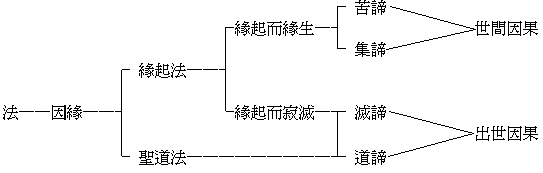 苦諦
緣起而緣生
世間因果
集諦
緣起法
法
因緣
緣起而寂滅
滅諦
出世因果
聖道法
道諦